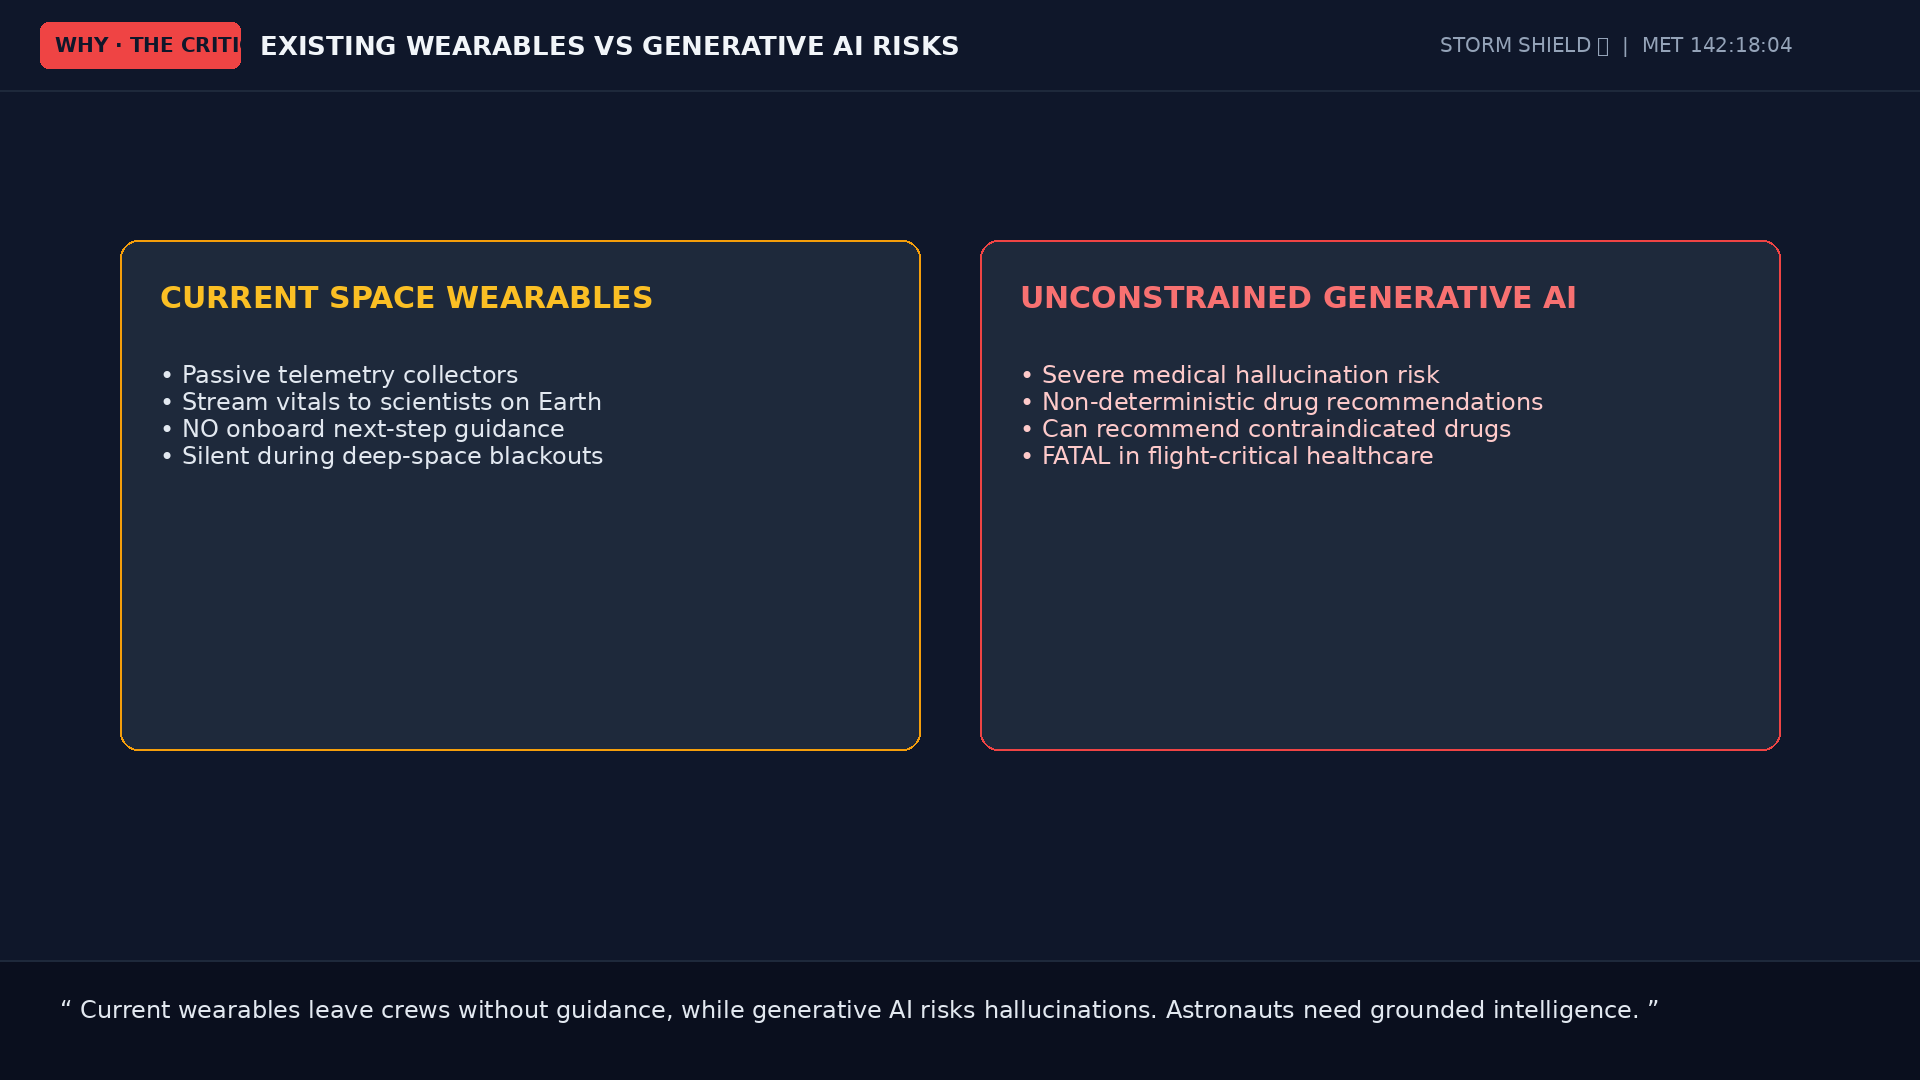 WHY · THE CRITI
EXISTING WEARABLES VS GENERATIVE AI RISKS
STORM SHIELD | MET 142:18:04
CURRENT SPACE WEARABLES
• Passive telemetry collectors
• Stream vitals to scientists on Earth
• NO onboard next-step guidance
• Silent during deep-space blackouts
UNCONSTRAINED GENERATIVE AI
• Severe medical hallucination risk
• Non-deterministic drug recommendations
• Can recommend contraindicated drugs
• FATAL in flight-critical healthcare
“ Current wearables leave crews without guidance, while generative AI risks hallucinations. Astronauts need grounded intelligence. ”